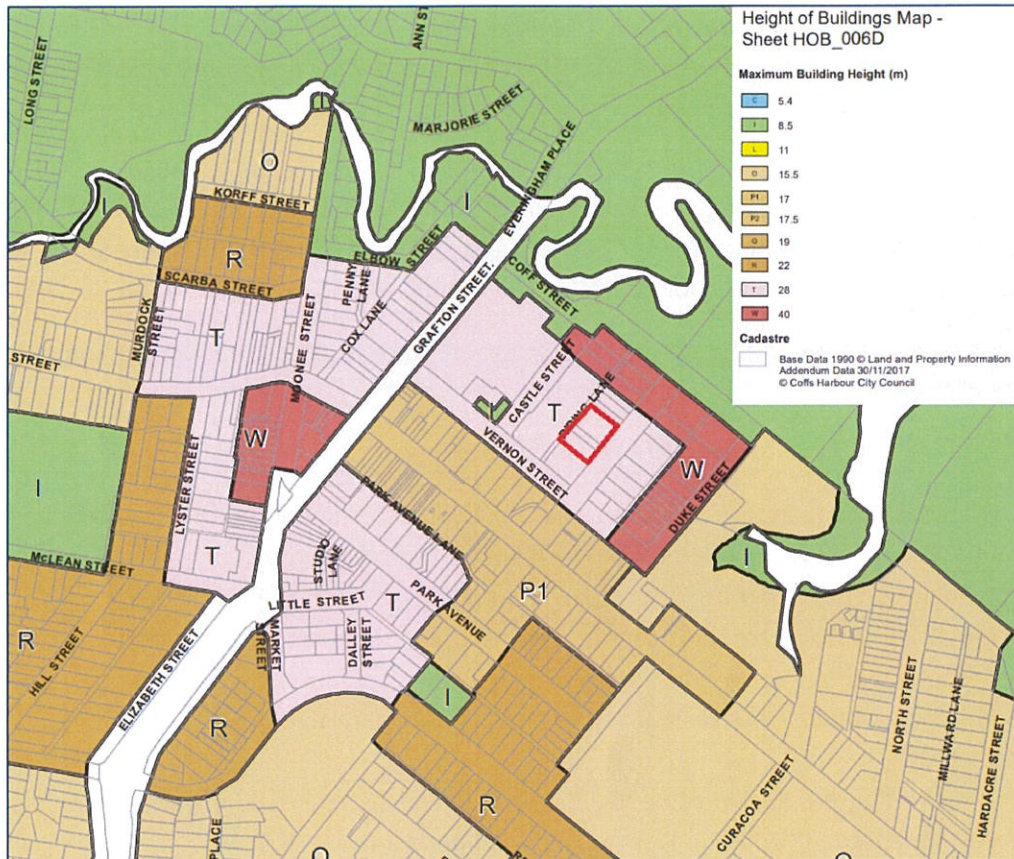 Height of Buildings Map -
Sheet HOB_006D
Maximum Building Height (m)
C 5.4
I 8.5
L 11
O 15.5
P1 17
P2 17.5
Q 19
R 22
T 28
W 40
Cadastre
Base Data 1990 © Land and Property Information
Addendum Data 30/11/2017
© Coffs Harbour City Council
LONG STREET
ANN ST
MARJORIE STREET
I
O
KORFF STREET
I
I
EVERINGHAM PLACE
R
ELBOW STREET
COFF STREET
SCARBA STREET
PENNY LANE
MURDOCK STREET
T
MOONEE STREET
COX LANE
GRAFTON STREET.
STREET
CASTLE STREET
T
RIDING LANE
I
VERNON STREET
W
W
DUKE STREET
I
LYSTER STREET
PARK AVENUE LANE
McLEAN STREET
T
STUDIO LANE
I
P1
LITTLE STREET
T
PARK AVENUE
R
HILL STREET
MARKET STREET
DALLEY STREET
ELIZABETH STREET
I
R
NORTH STREET
MILLWARD LANE
HARDACRE STREET
CURACOA STREET
R
PLACE